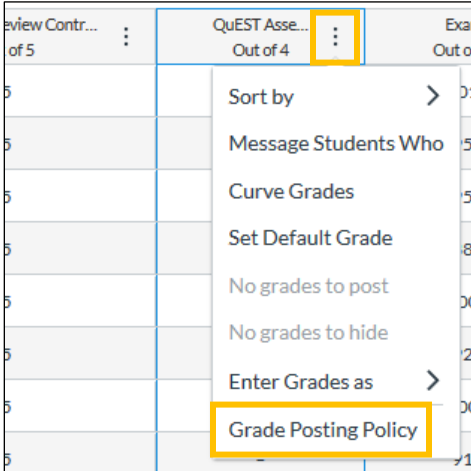 eview Contr... QuEST Asse... Exa
of 5 Out of 4 Out o
Sort by
Message Students Who
Curve Grades
Set Default Grade
No grades to post
No grades to hide
Enter Grades as
Grade Posting Policy